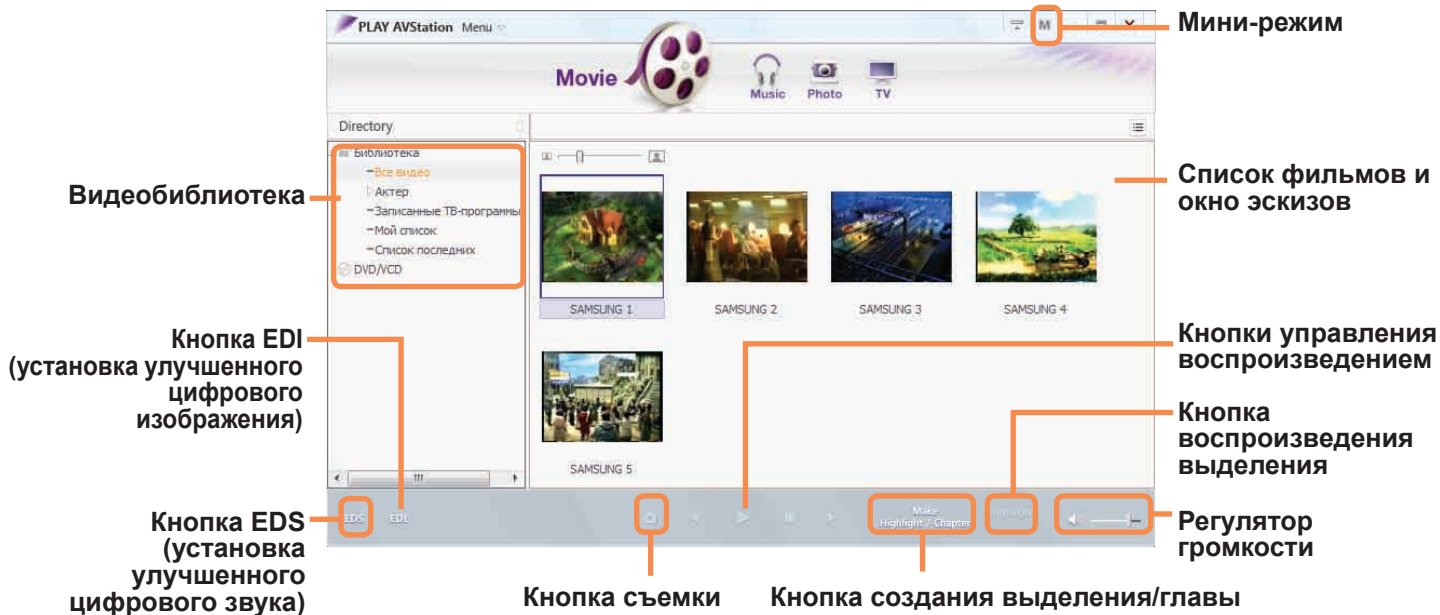 PLAY AVStation Menu
M
Мини-режим
Movie
Music
Photo
TV
Directory
Библиотека
Все видео
Актер
Записанные ТВ-программы
Мой список
Список последних
DVD/VCD
Видеобиблиотека
Список фильмов и
окно эскизов
SAMSUNG 1
SAMSUNG 2
SAMSUNG 3
SAMSUNG 4
SAMSUNG 5
Кнопка EDI
(установка улучшенного
цифрового
изображения)
Кнопки управления
воспроизведением
Кнопка
воспроизведения
выделения
EDS
EDI
Make
Highlight / Chapter
Кнопка EDS
(установка
улучшенного
цифрового звука)
Регулятор
громкости
Кнопка съемки
Кнопка создания выделения/главы